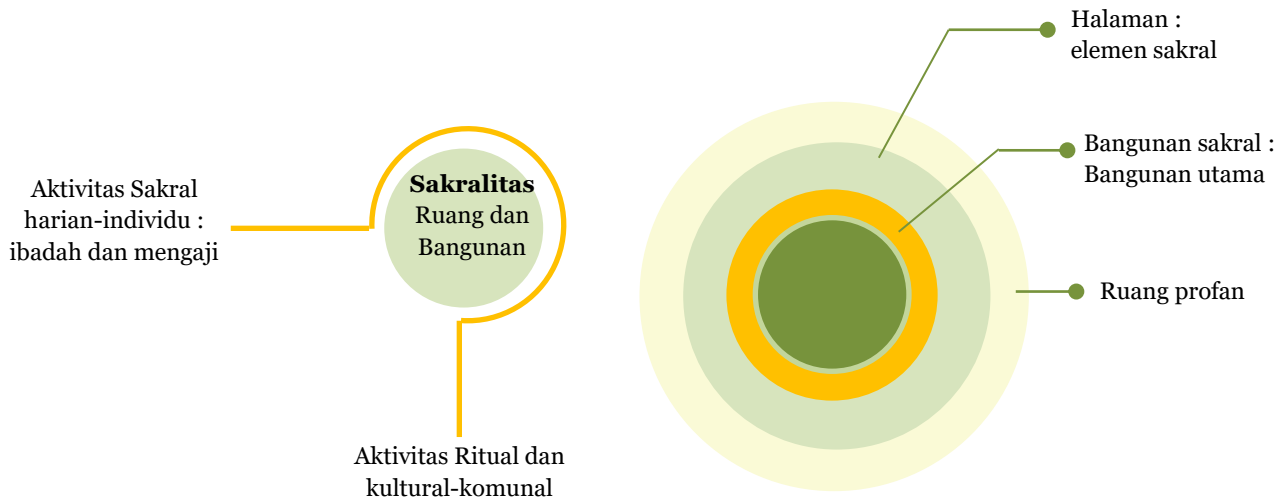 Aktivitas Sakral
harian-individu :
ibadah dan mengaji
Sakralitas
Ruang dan
Bangunan
Aktivitas Ritual dan
kultural-komunal
Halaman :
elemen sakral
Bangunan sakral :
Bangunan utama
Ruang profan